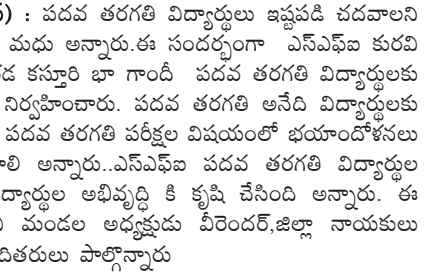 ) : పదవ తరగతి విద్యార్థులు ఇష్టపడి చదవాలని
మధు అన్నారు.ఈ సందర్భంగా ఎస్ఎఫ్ఐ కురవి
కస్తూరి భా గాందీ పదవ తరగతి విద్యార్థులకు
నిర్వహించారు. పదవ తరగతి అనేది విద్యార్థులకు
పదవ తరగతి పరీక్షల విషయంలో భయాందోళనలు
అన్నారు..ఎస్ఎఫ్ఐ పదవ తరగతి విద్యార్థుల
అభివృద్ధి కి కృషి చేసింది అన్నారు. ఈ
మండల అధ్యక్షుడు వీరెందర్,జిల్లా నాయకులు
పాల్గొన్నారు